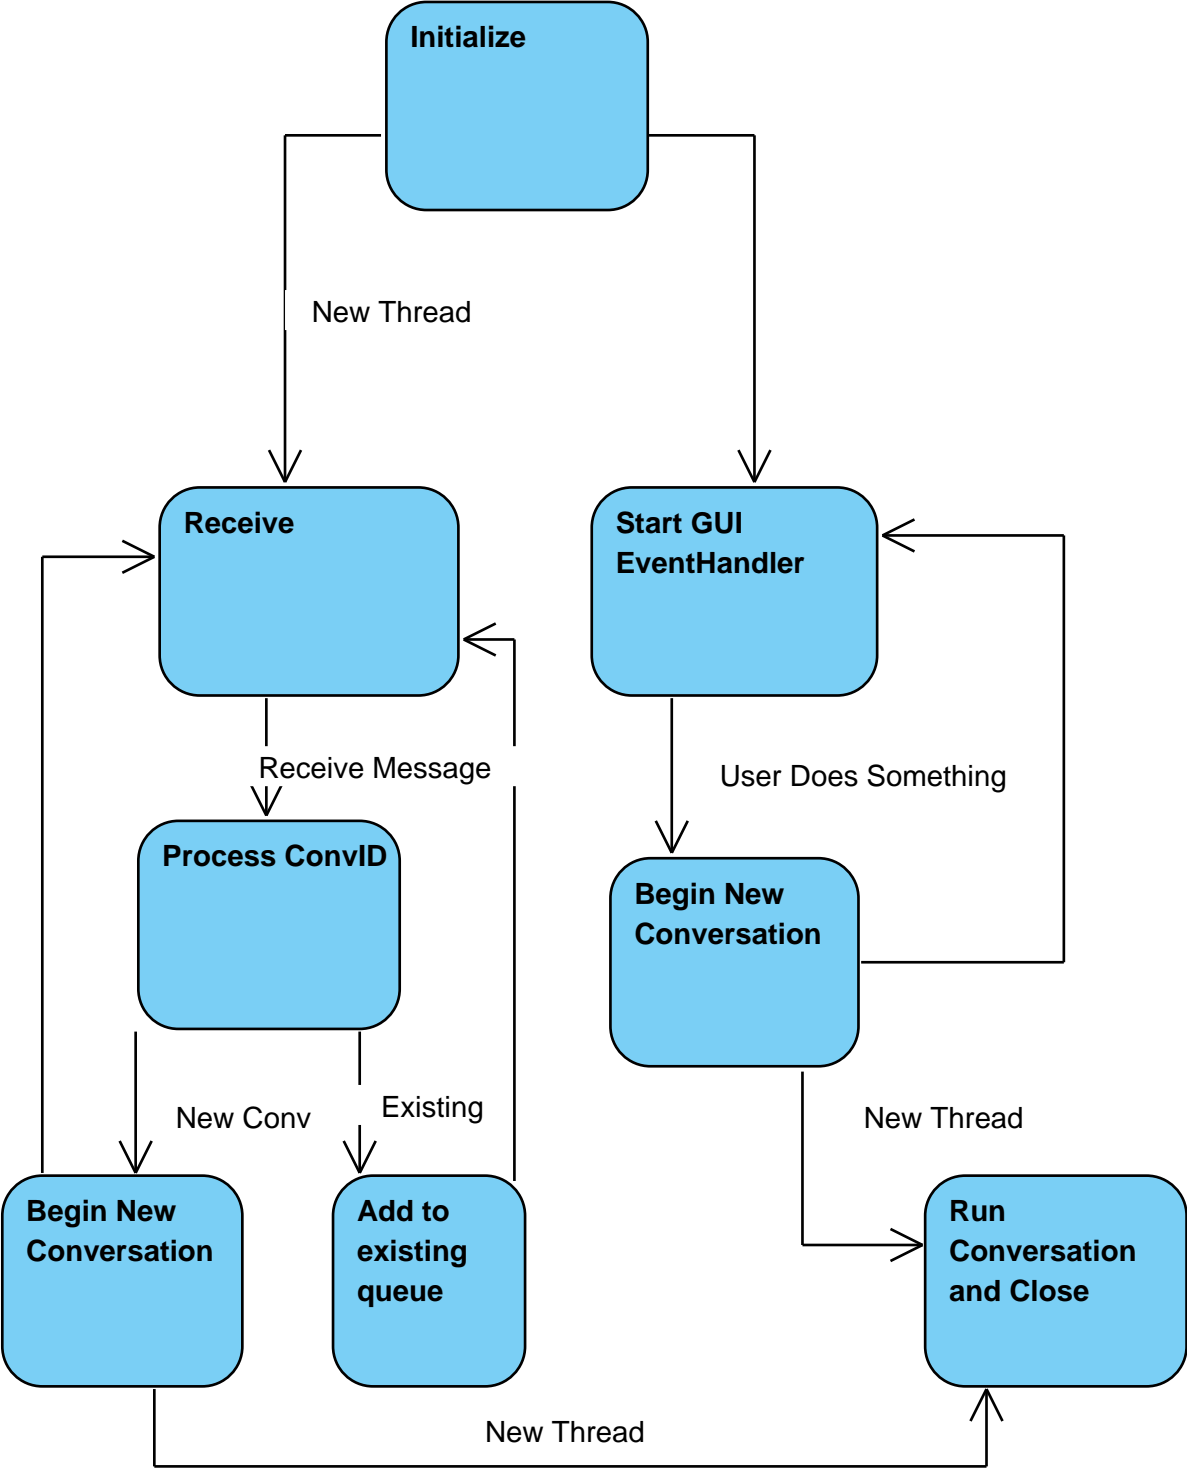 Initialize
New Thread
Receive
Start GUI
EventHandler
Receive Message
User Does Something
Process ConvID
Begin New
Conversation
New Conv
Existing
New Thread
Begin New
Conversation
Add to
existing
queue
Run
Conversation
and Close
New Thread